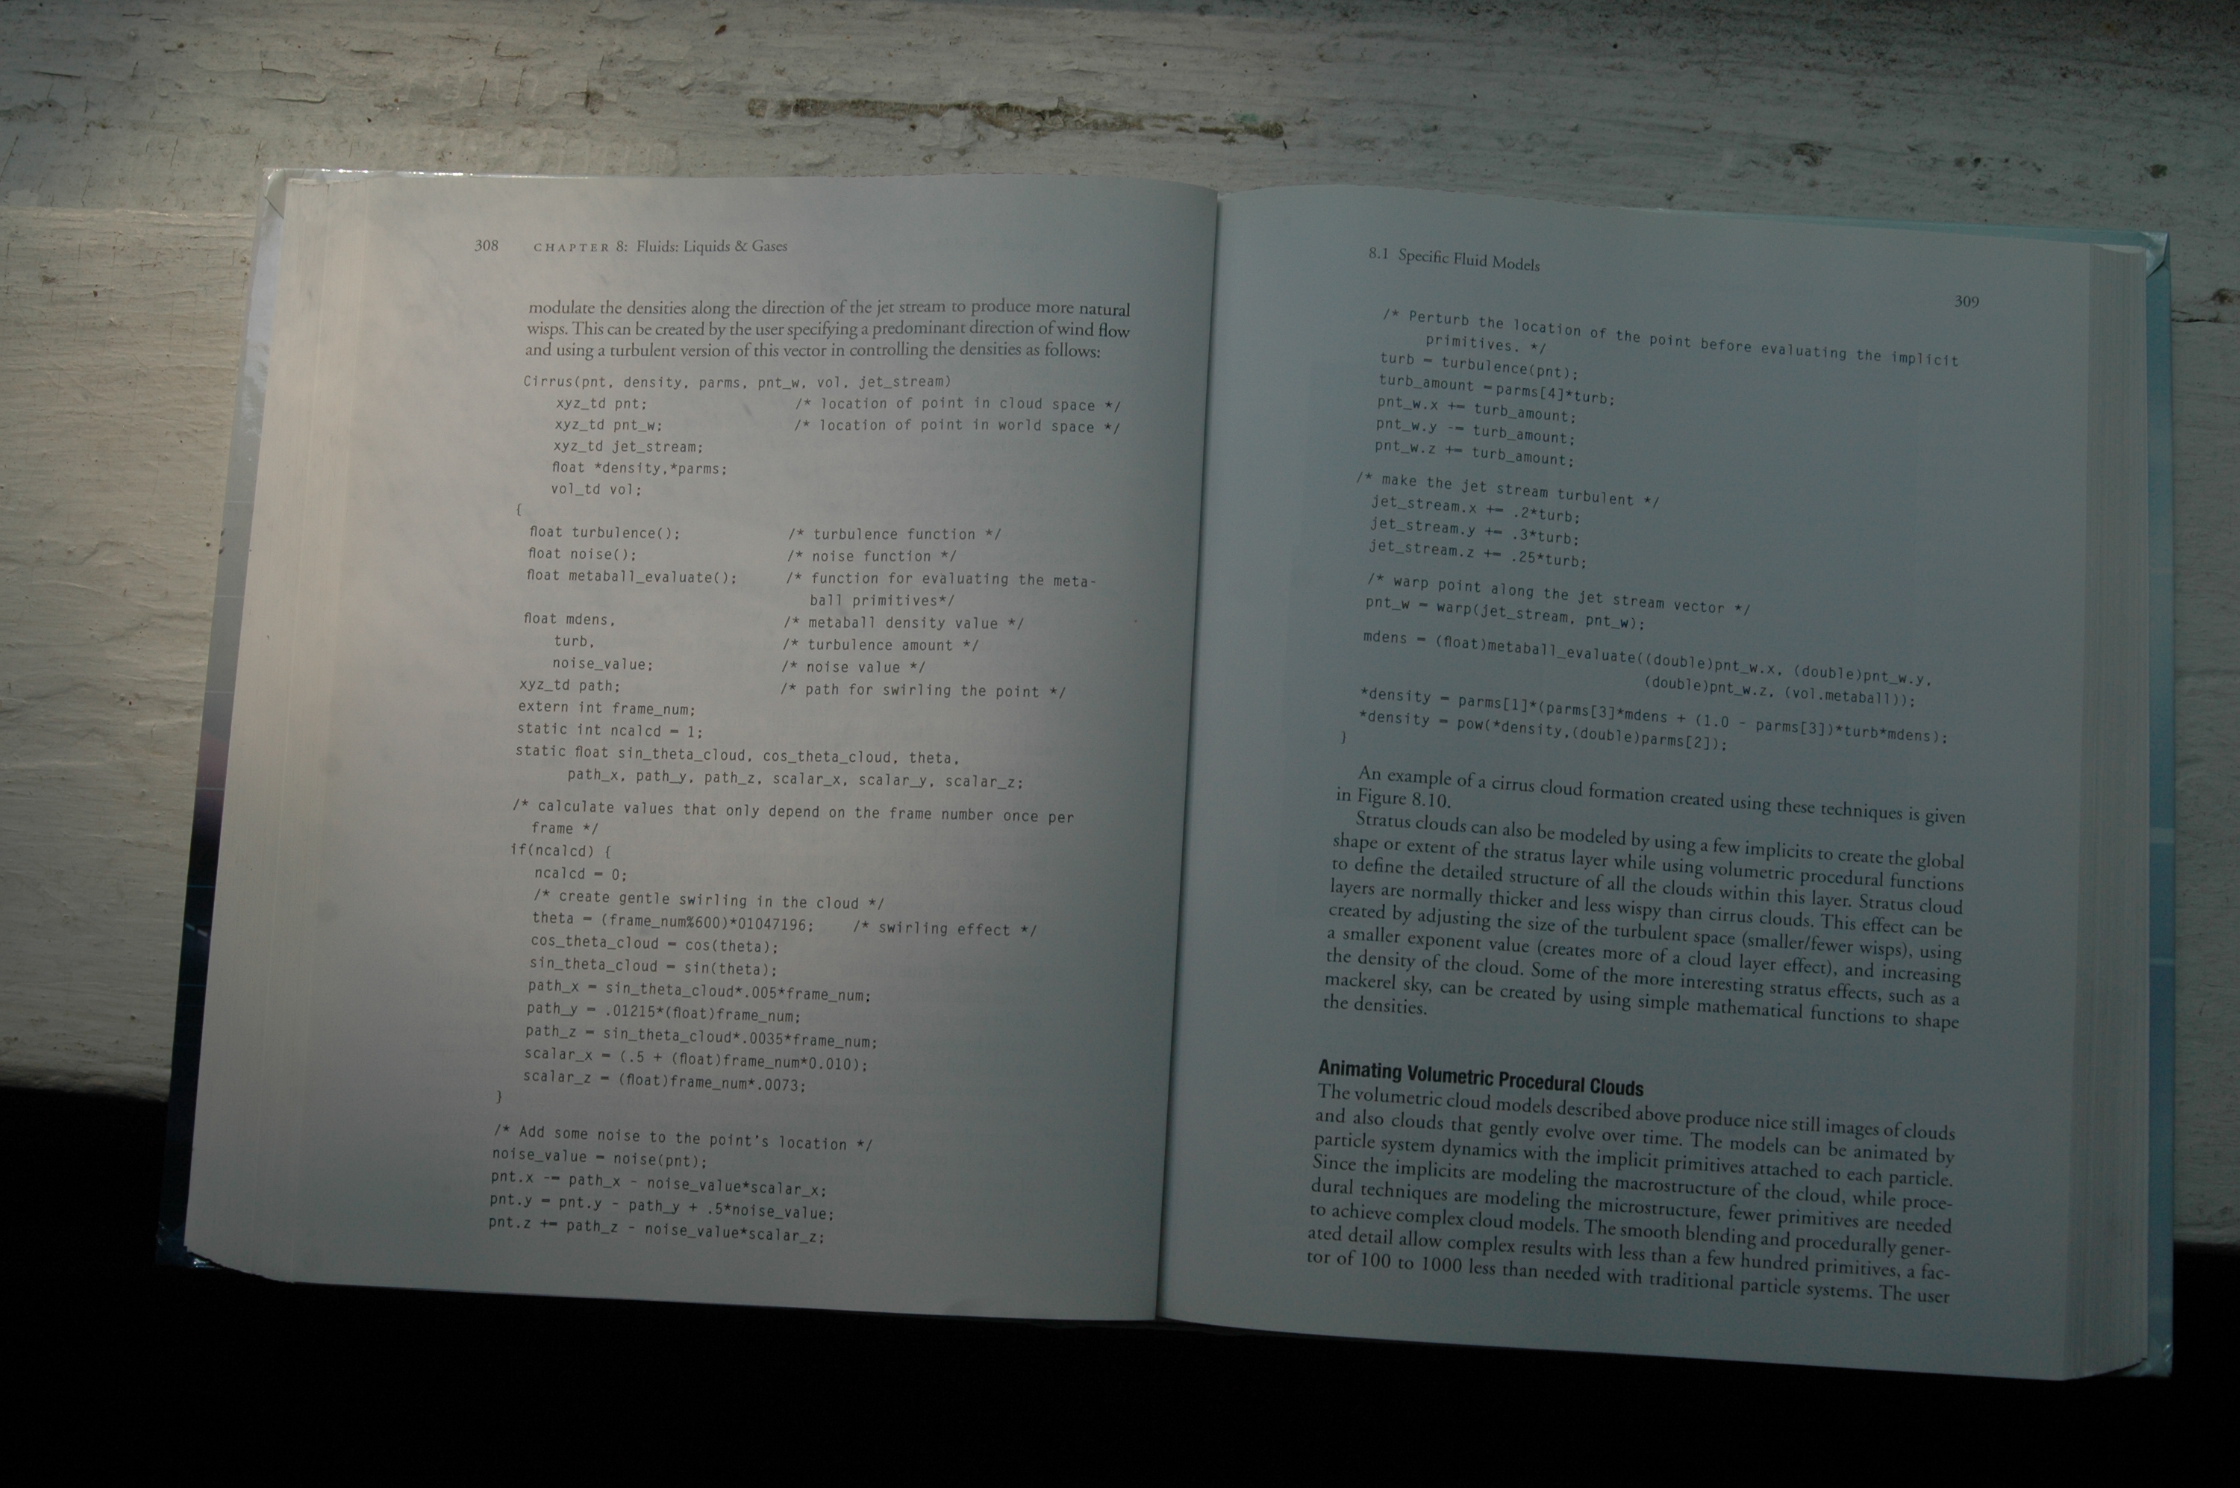 308 CHAPTER 8: Fluids: Liquids & Gases
modulate the densities along the direction of the jet stream to produce more natural
wisps. This can be created by the user specifying a predominant direction of wind flow
and using a turbulent version of this vector in controlling the densities as follows:
Cirrus(pnt, density, parms, pnt_w, vol, jet_stream)
xyz_td pnt; /* location of point in cloud space */
xyz_td pnt_w; /* location of point in world space */
xyz_td jet_stream;
float *density,*parms;
vol_td vol;
{
float turbulence(); /* turbulence function */
float noise(); /* noise function */
float metaball_evaluate(); /* function for evaluating the meta-
ball primitives*/
float mdens, /* metaball density value */
turb, /* turbulence amount */
noise_value; /* noise value */
xyz_td path; /* path for swirling the point */
extern int frame_num;
static int ncalcd = 1;
static float sin_theta_cloud, cos_theta_cloud, theta,
path_x, path_y, path_z, scalar_x, scalar_y, scalar_z;
/* calculate values that only depend on the frame number once per
frame */
if(ncalcd) {
ncalcd = 0;
/* create gentle swirling in the cloud */
theta = (frame_num%600)*01047196; /* swirling effect */
cos_theta_cloud = cos(theta);
sin_theta_cloud = sin(theta);
path_x = sin_theta_cloud*.005*frame_num;
path_y = .01215*(float)frame_num;
path_z = sin_theta_cloud*.0035*frame_num;
scalar_x = (.5 + (float)frame_num*0.010);
scalar_z = (float)frame_num*.0073;
}
/* Add some noise to the point's location */
noise_value = noise(pnt);
pnt.x -= path_x - noise_value*scalar_x;
pnt.y = pnt.y - path_y + .5*noise_value;
pnt.z += path_z - noise_value*scalar_z;
8.1 Specific Fluid Models 309
/* Perturb the location of the point before evaluating the implicit
primitives. */
turb = turbulence(pnt);
turb_amount =parms[4]*turb;
pnt_w.x += turb_amount;
pnt_w.y -= turb_amount;
pnt_w.z += turb_amount;
/* make the jet stream turbulent */
jet_stream.x += .2*turb;
jet_stream.y += .3*turb;
jet_stream.z += .25*turb;
/* warp point along the jet stream vector */
pnt_w = warp(jet_stream, pnt_w);
mdens = (float)metaball_evaluate((double)pnt_w.x, (double)pnt_w.y,
(double)pnt_w.z, (vol.metaball));
*density = parms[1]*(parms[3]*mdens + (1.0 - parms[3])*turb*mdens);
*density = pow(*density,(double)parms[2]);
}
An example of a cirrus cloud formation created using these techniques is given
in Figure 8.10.
Stratus clouds can also be modeled by using a few implicits to create the global
shape or extent of the stratus layer while using volumetric procedural functions
to define the detailed structure of all the clouds within this layer. Stratus cloud
layers are normally thicker and less wispy than cirrus clouds. This effect can be
created by adjusting the size of the turbulent space (smaller/fewer wisps), using
a smaller exponent value (creates more of a cloud layer effect), and increasing
the density of the cloud. Some of the more interesting stratus effects, such as a
mackerel sky, can be created by using simple mathematical functions to shape
the densities.
Animating Volumetric Procedural Clouds
The volumetric cloud models described above produce nice still images of clouds
and also clouds that gently evolve over time. The models can be animated by
particle system dynamics with the implicit primitives attached to each particle.
Since the implicits are modeling the macrostructure of the cloud, while proce-
dural techniques are modeling the microstructure, fewer primitives are needed
to achieve complex cloud models. The smooth blending and procedurally gener-
ated detail allow complex results with less than a few hundred primitives, a fac-
tor of 100 to 1000 less than needed with traditional particle systems. The user